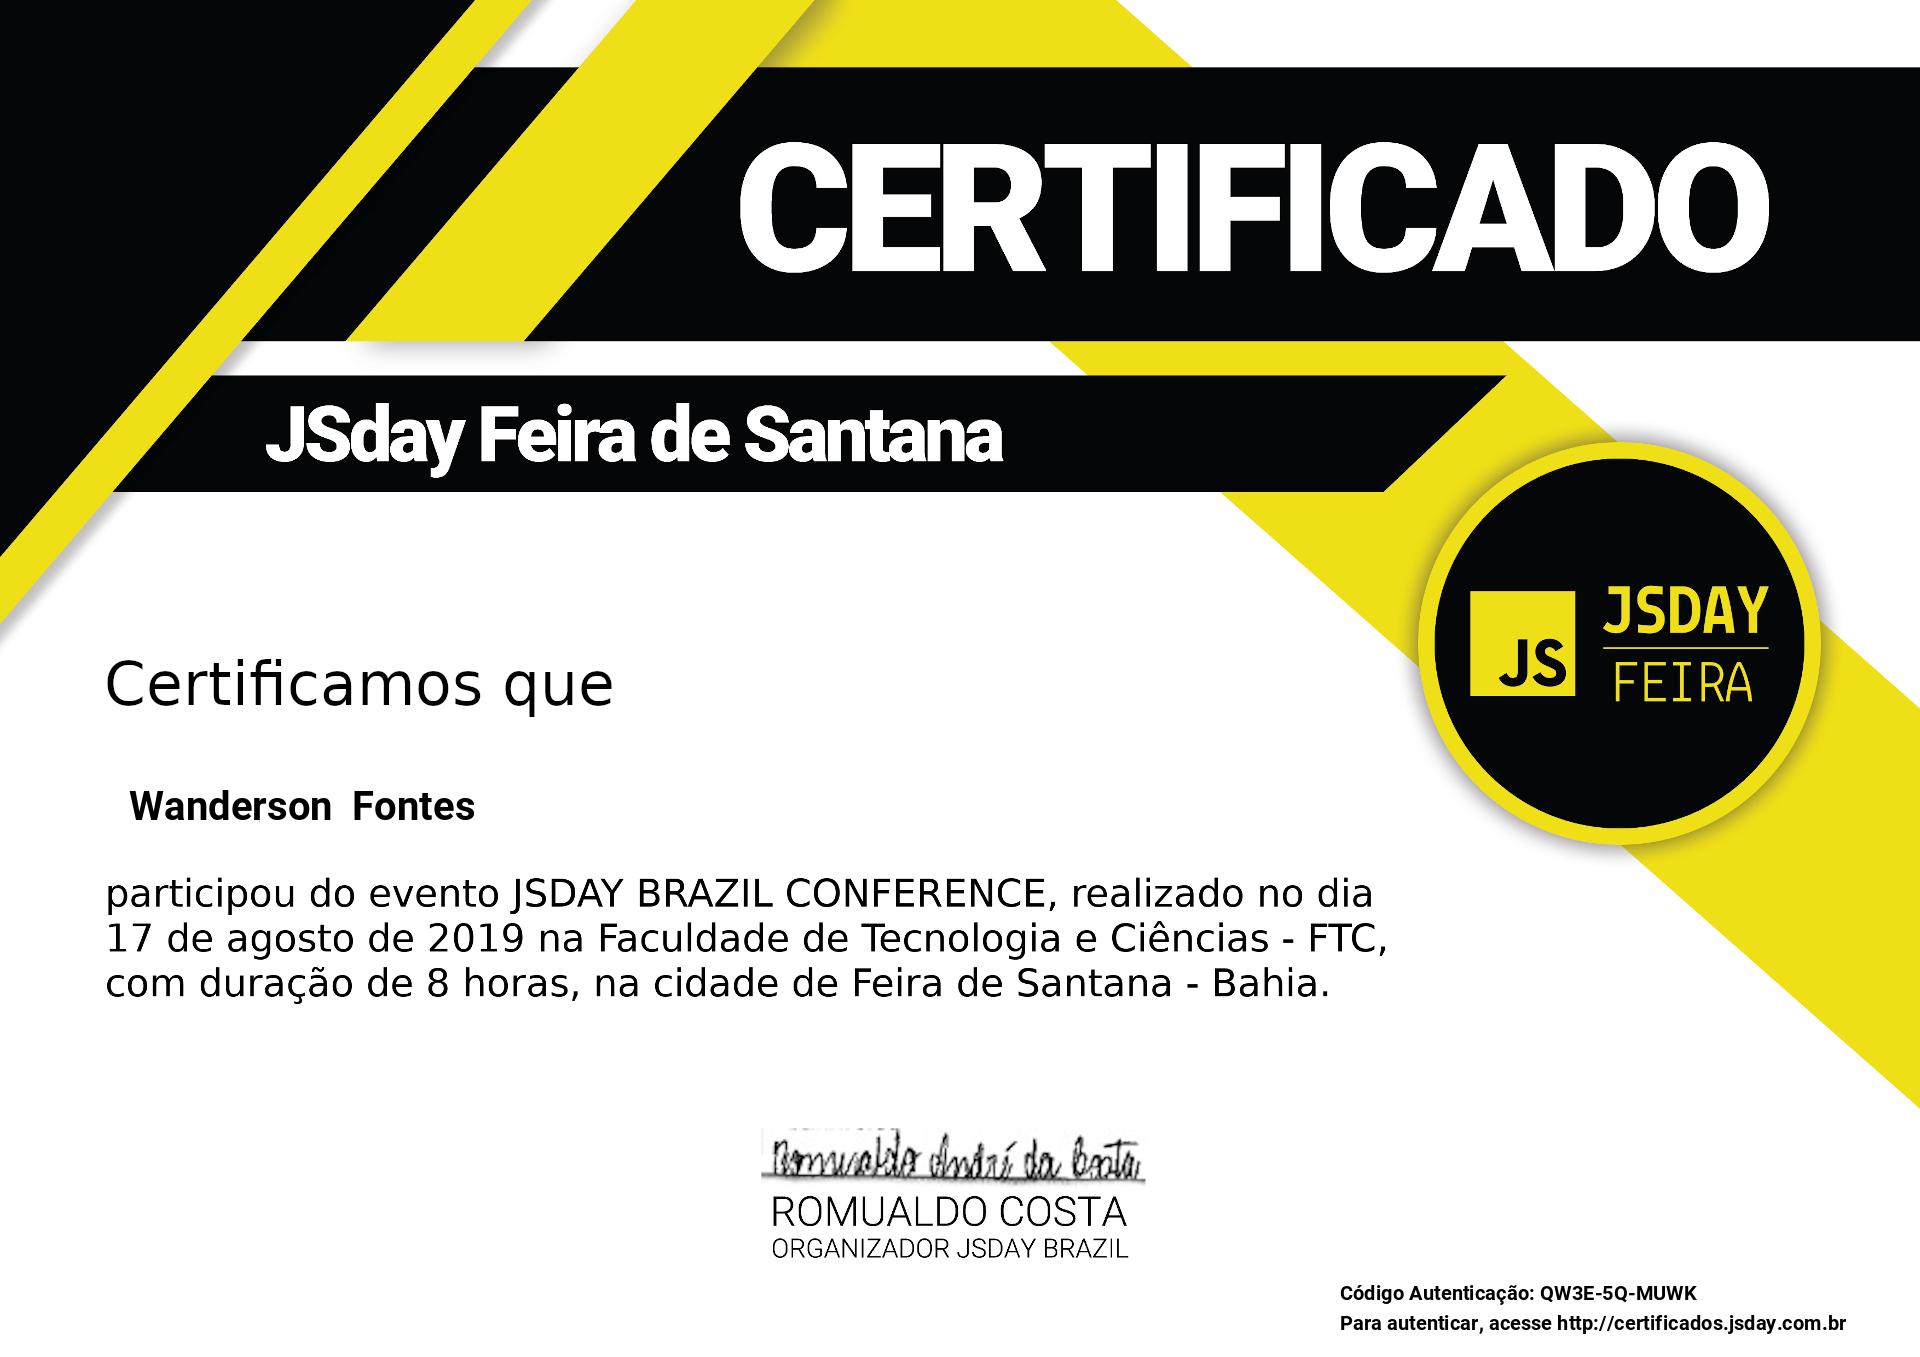 CERTIFICADO
JSday Feira de Santana
JS
JSDAY
FEIRA
Certificamos que
Wanderson Fontes
participou do evento JSDAY BRAZIL CONFERENCE, realizado no dia
17 de agosto de 2019 na Faculdade de Tecnologia e Ciências - FTC,
com duração de 8 horas, na cidade de Feira de Santana - Bahia.
Romualdo André da Costa
ROMUALDO COSTA
ORGANIZADOR JSDAY BRAZIL
Código Autenticação: QW3E-5Q-MUWK
Para autenticar, acesse http://certificados.jsday.com.br